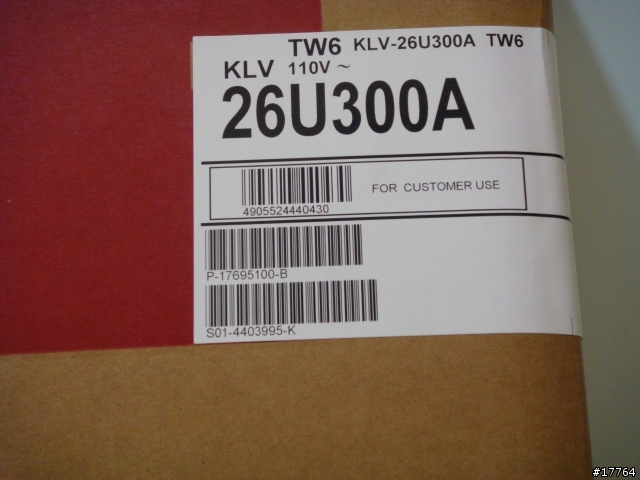 TW6 KLV-26U300A TW6
KLV 110V ~
26U300A
FOR CUSTOMER USE
4905524440430
P-17695100-B
S01-4403995-K
#17764